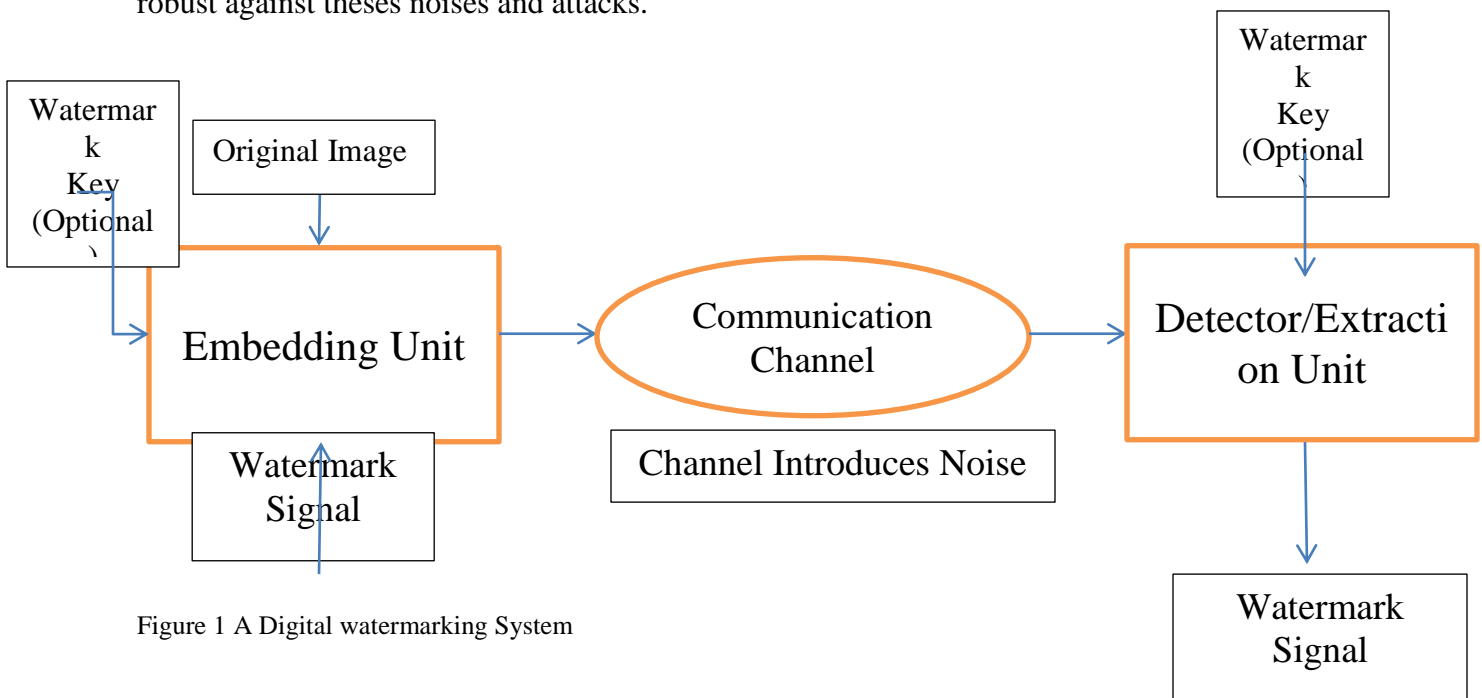 robust against theses noises and attacks.
Watermar
k
Key
(Optional
)
Original Image
Embedding Unit
Watermark
Signal
Communication
Channel
Channel Introduces Noise
Watermar
k
Key
(Optional
)
Detector/Extracti
on Unit
Watermark
Signal
Figure 1 A Digital watermarking System